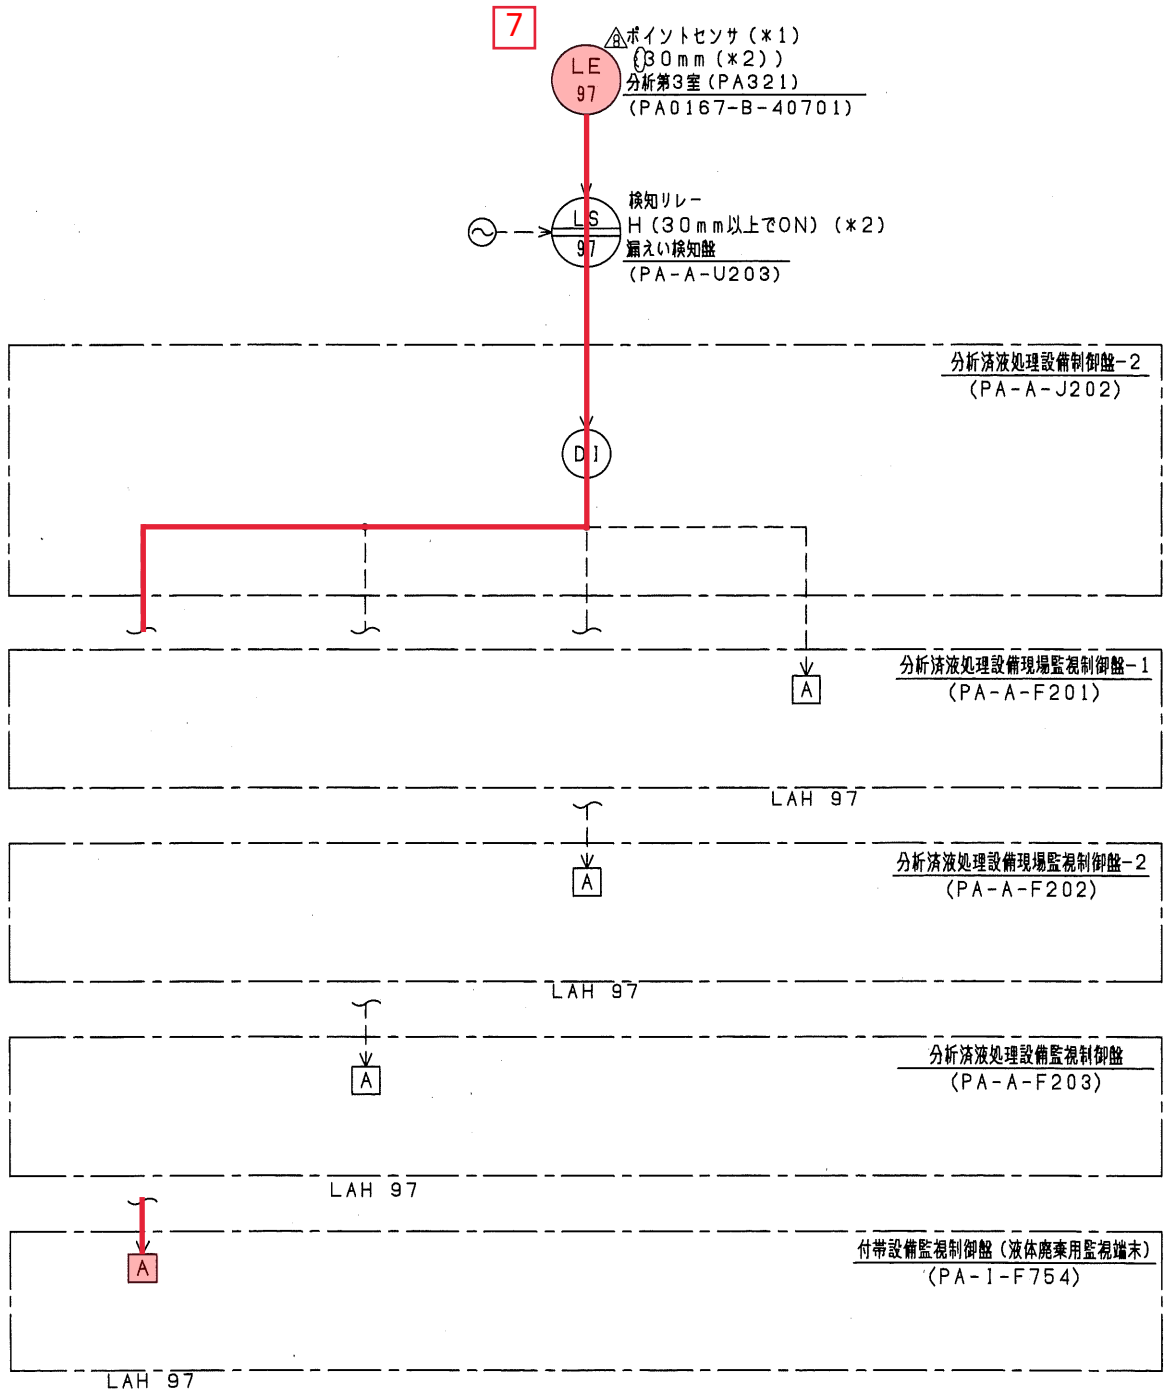 7
8
ポイントセンサ(*1)
(30mm(*2))
分析第3室(PA321)
(PA0167-B-40701)
LE
97
検知リレー
H(30mm以上でON)(*2)
漏えい検知盤
(PA-A-U203)
LS
97
分析済液処理設備制御盤-2
(PA-A-J202)
DI
分析済液処理設備現場監視制御盤-1
(PA-A-F201)
A
LAH 97
分析済液処理設備現場監視制御盤-2
(PA-A-F202)
A
LAH 97
分析済液処理設備監視制御盤
(PA-A-F203)
A
LAH 97
付帯設備監視制御盤(液体廃棄用監視端末)
(PA-I-F754)
A
LAH 97